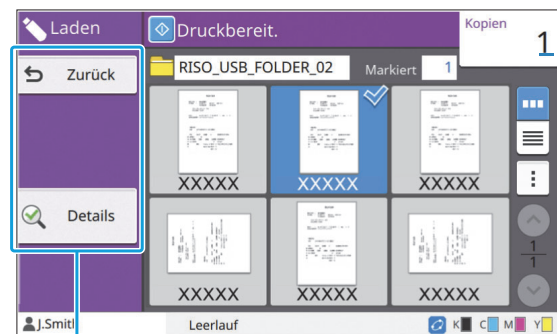 Laden
Druckbereit.
Kopien
1
Zurück
RISO_USB_FOLDER_02
Markiert 1
XXXXX XXXXX XXXXX
Details
1
1
XXXXX XXXXX XXXXX
J.Smith
Leerlauf
K C M Y